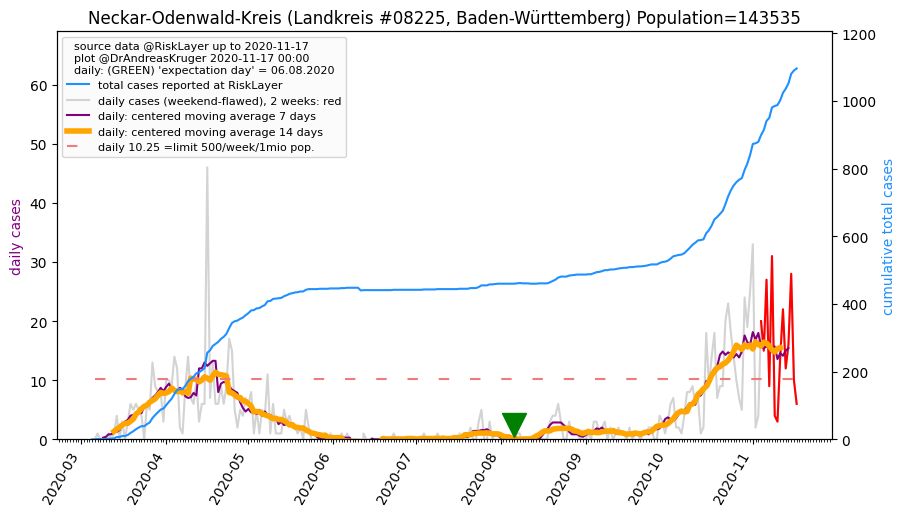 Neckar-Odenwald-Kreis (Landkreis #08225, Baden-Württemberg) Population=143535
source data @RiskLayer up to 2020-11-17
plot @DrAndreasKruger 2020-11-17 00:00
daily: (GREEN) 'expectation day' = 06.08.2020
total cases reported at RiskLayer
daily cases (weekend-flawed), 2 weeks: red
daily: centered moving average 7 days
daily: centered moving average 14 days
daily 10.25 =limit 500/week/1mio pop.
daily cases
60
50
40
30
20
10
0
cumulative total cases
1200
1000
800
600
400
200
0
2020-03
2020-04
2020-05
2020-06
2020-07
2020-08
2020-09
2020-10
2020-11